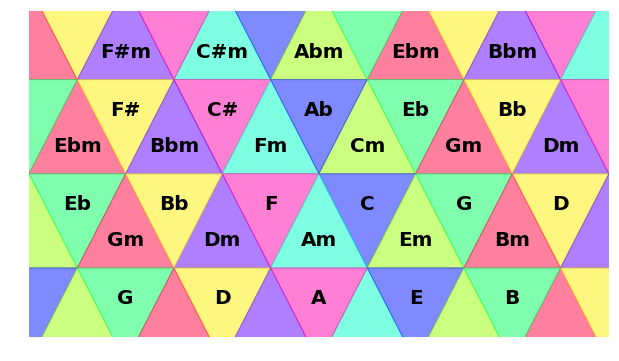 F#m C#m Abm Ebm Bbm
F# C# Ab Eb Bb
Ebm Bbm Fm Cm Gm Dm
Eb Bb F C G D
Gm Dm Am Em Bm
G D A E B